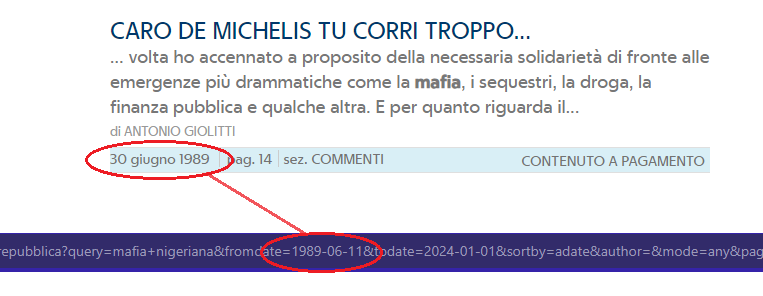 CARO DE MICHELIS TU CORRI TROPPO...
... volta ho accennato a proposito della necessaria solidarietà di fronte alle
emergenze più drammatiche come la mafia, i sequestri, la droga, la
finanza pubblica e qualche altra. E per quanto riguarda il...
di ANTONIO GIOLITTI
30 giugno 1989 pag. 14 sez. COMMENTI CONTENUTO A PAGAMENTO
repubblica?query=mafia+nigeriana&fromdate=1989-06-11&todate=2024-01-01&sortby=adate&author=&mode=any&pag